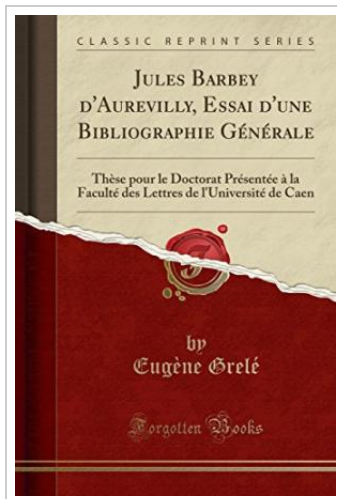 CLASSIC REPRINT SERIES
JULES BARBEY
D'AUREVILLY, ESSAI D'UNE
BIBLIOGRAPHIE GÉNÉRALE
Thèse pour le Doctorat Présentée à la
Faculté des Lettres de l'Université de Caen
by
Eugène Grelé
Forgotten Books